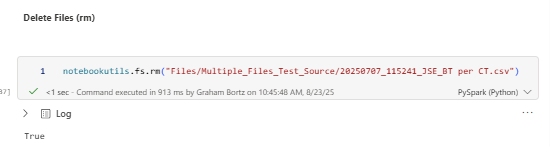 Delete Files (rm)
1 notebookutils.fs.rm("Files/Multiple_Files_Test_Source/20250707_115241_JSE_BT per CT.csv")
<1 sec - Command executed in 913 ms by Graham Bortz on 10:45:48 AM, 8/23/25 PySpark (Python)
Log
True